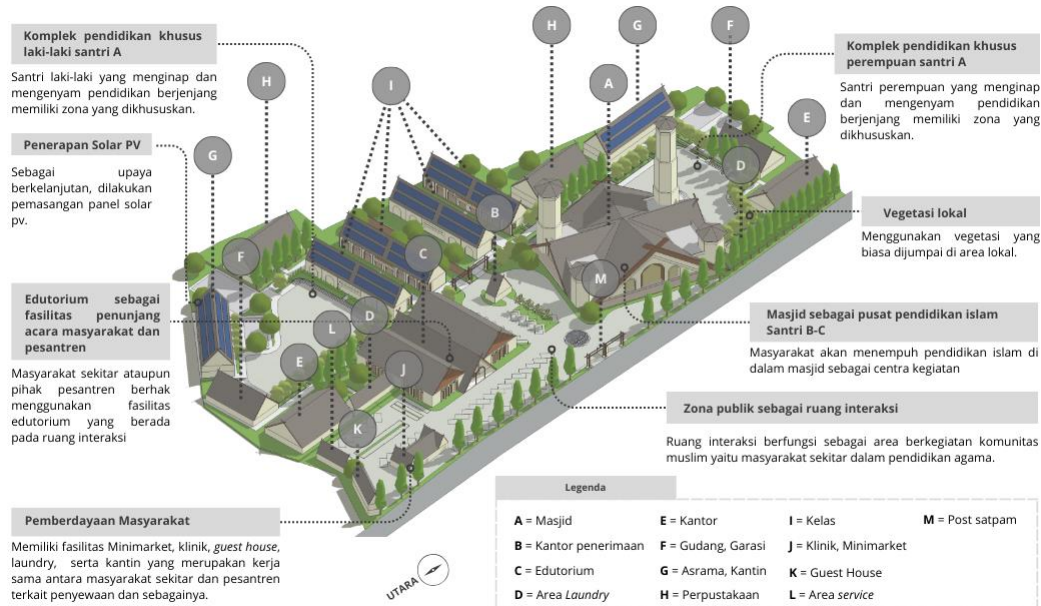 Komplek pendidikan khusus
laki-laki santri A
Santri laki-laki yang menginap dan
mengenyam pendidikan berjenjang
memiliki zona yang dikhususkan.
Penerapan Solar PV
Sebagai upaya
berkelanjutan, dilakukan
pemasangan panel solar
pv.
Edutorium sebagai
fasilitas penunjang
acara masyarakat dan
pesantren
Masyarakat sekitar ataupun
pihak pesantren berhak
menggunakan fasilitas
edutorium yang berada
pada ruang interaksi
Pemberdayaan Masyarakat
Memiliki fasilitas Minimarket, klinik, guest house,
laundry, serta kantin yang merupakan kerja
sama antara masyarakat sekitar dan pesantren
terkait penyewaan dan sebagainya.
H
G
F
I
H
G
F
A
E
D
B
C
M
L
D
E
J
K
Komplek pendidikan khusus
perempuan santri A
Santri perempuan yang menginap
dan mengenyam pendidikan
berjenjang memiliki zona yang
dikhususkan.
Vegetasi lokal
Menggunakan vegetasi yang
biasa dijumpai di area lokal.
Masjid sebagai pusat pendidikan islam
Santri B-C
Masyarakat akan menempuh pendidikan islam di
dalam masjid sebagai centra kegiatan
Zona publik sebagai ruang interaksi
Ruang interaksi berfungsi sebagai area berkegiatan komunitas
muslim yaitu masyarakat sekitar dalam pendidikan agama.
UTARA
Legenda
A = Masjid
B = Kantor penerimaan
C = Edutorium
D = Area Laundry
E = Kantor
F = Gudang, Garasi
G = Asrama, Kantin
H = Perpustakaan
I = Kelas
J = Klinik, Minimarket
K = Guest House
L = Area service
M = Post satpam